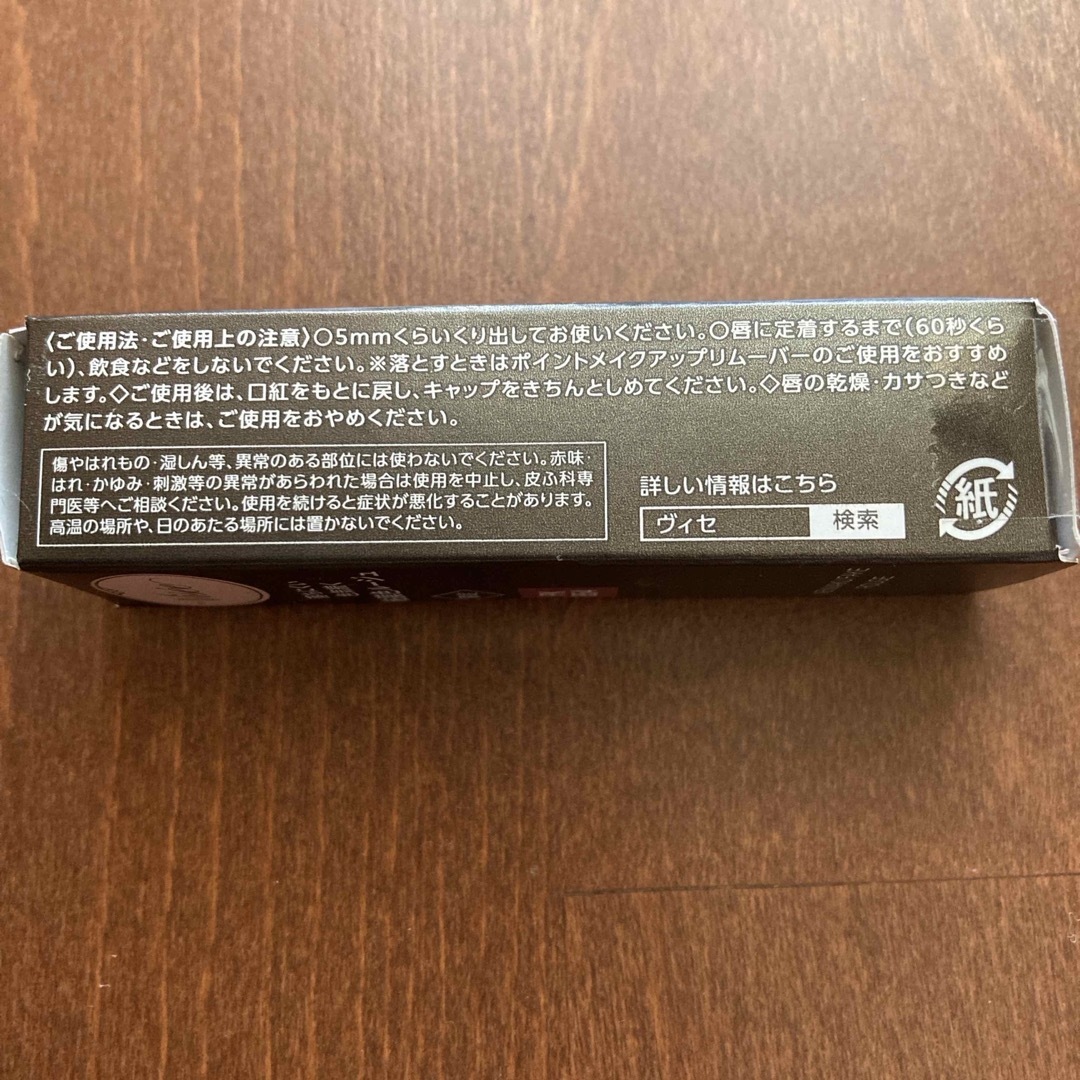 〈ご使用法・ご使用上の注意〉○5mmくらいくり出してお使いください。○唇に定着するまで(60秒くら
い)、飲食などをしないでください。※落とすときはポイントメイクアップリムーバーのご使用をおすすめ
します。◇ご使用後は、口紅をもとに戻し、キャップをきちんとしめてください。◇唇の乾燥・カサつきなど
が気になるときは、ご使用をおやめください。
傷やはれもの・湿しん等、異常のある部位には使わないでください。赤味・
はれ・かゆみ・刺激等の異常があらわれた場合は使用を中止し、皮ふ科専
門医等へご相談ください。使用を続けると症状が悪化することがあります。
高温の場所や、日のあたる場所には置かないでください。
詳しい情報はこちら
ヴィセ 検索
紙